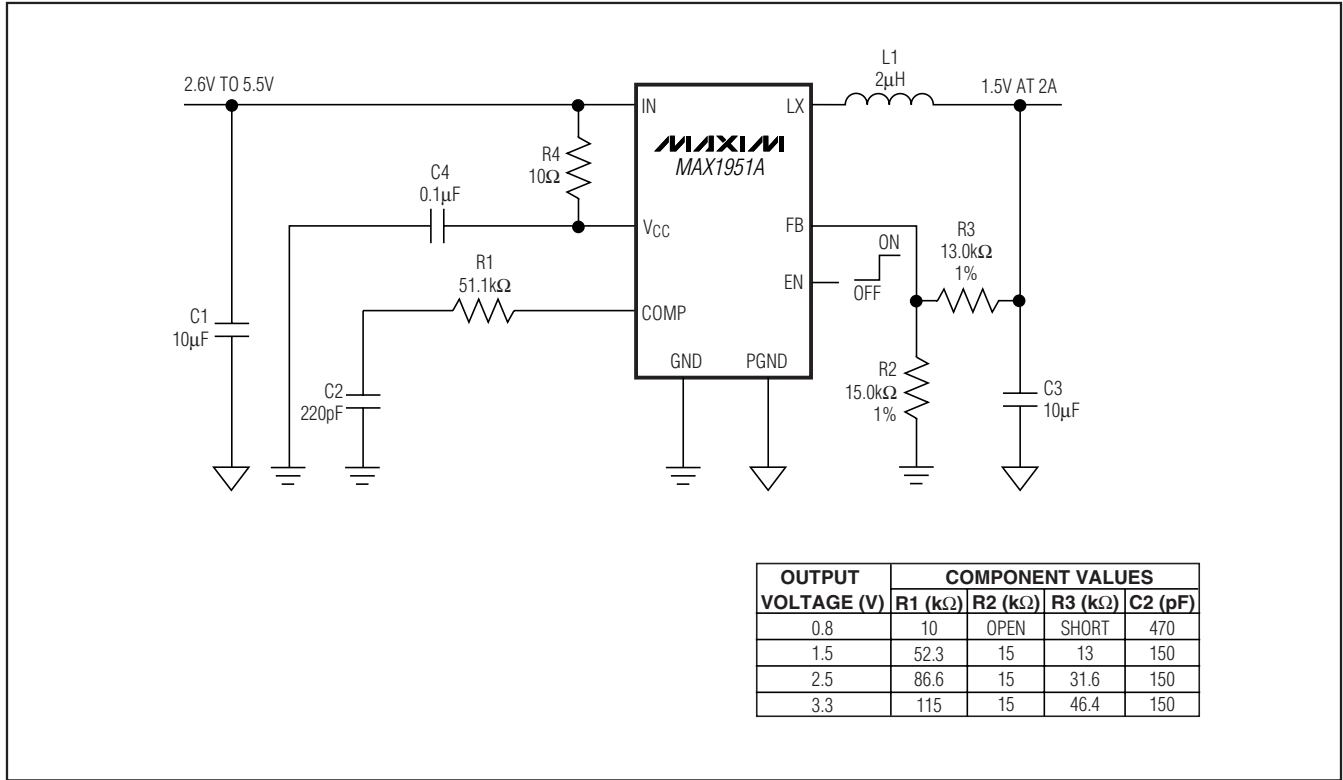 2.6V TO 5.5V
C1
10µF
C4
0.1µF
R4
10Ω
R1
51.1kΩ
C2
220pF
IN
VCC
COMP
GND
PGND
LX
FB
EN
MAXIM
MAX1951A
L1
2µH
1.5V AT 2A
ON
OFF
R3
13.0kΩ
1%
R2
15.0kΩ
1%
C3
10µF
OUTPUT VOLTAGE (V) COMPONENT VALUES
R1 (kΩ) R2 (kΩ) R3 (kΩ) C2 (pF)
0.8 10 OPEN SHORT 470
1.5 52.3 15 13 150
2.5 86.6 15 31.6 150
3.3 115 15 46.4 150